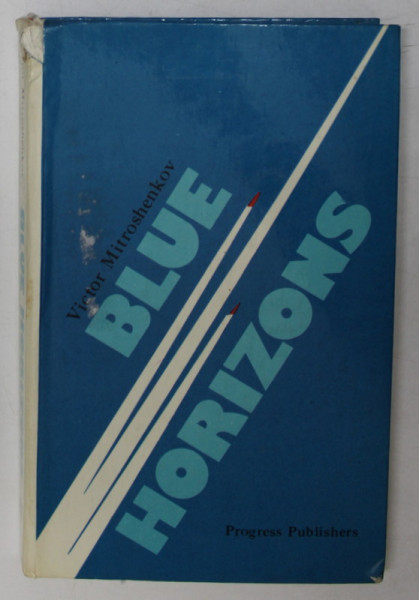 Victor Mitroshenkov
BLUE
HORIZONS
Progress Publishers